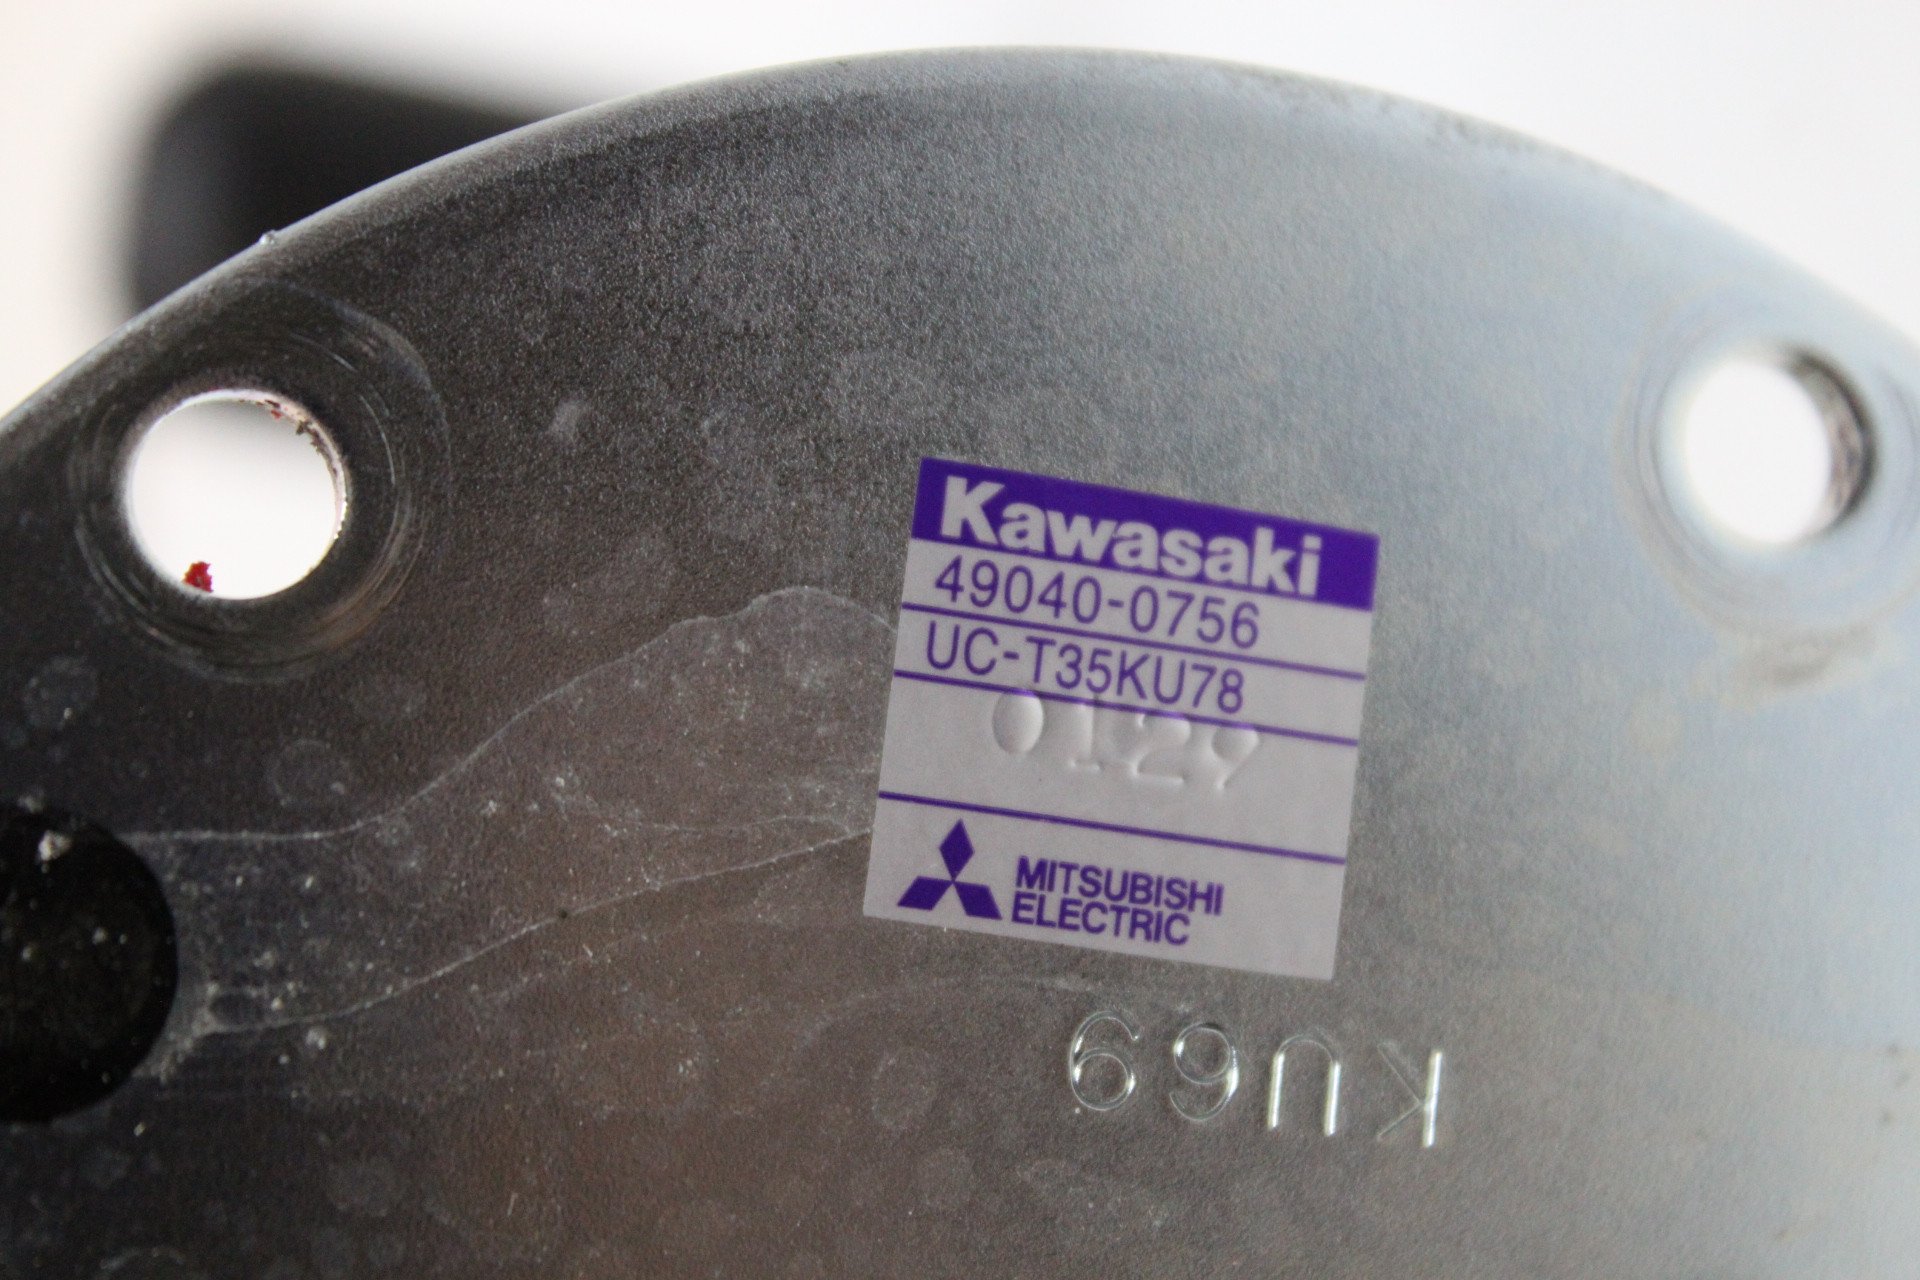 Kawasaki
49040-0756
UC-T35KU78
0129
MITSUBISHI
ELECTRIC
KU69